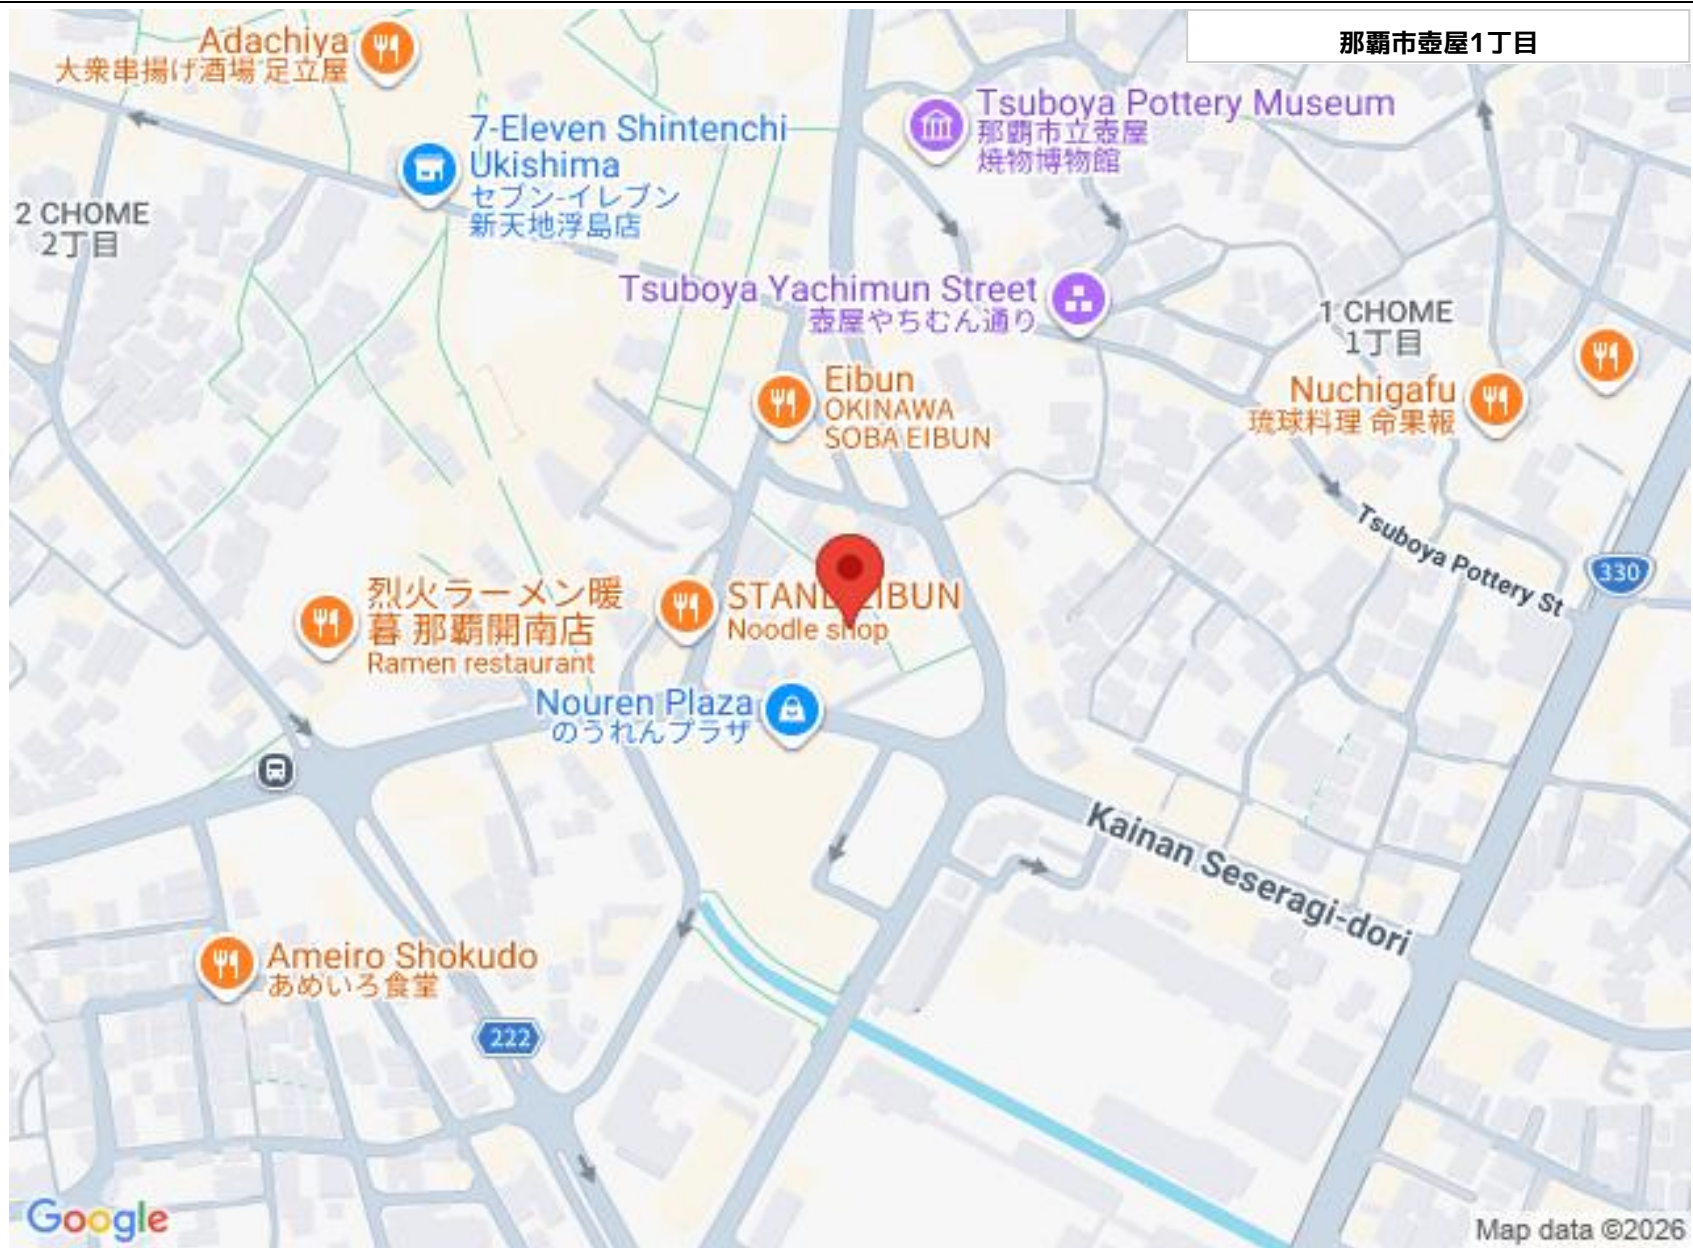 那覇市壺屋1丁目
Adachiya
大衆串揚げ酒場 足立屋
7-Eleven Shintenchi
Ukishima
セブン-イレブン
新天地浮島店
Tsuboya Pottery Museum
那覇市立壺屋
焼物博物館
2 CHOME
2丁目
Tsuboya Yachimun Street
壺屋やちむん通り
1 CHOME
1丁目
Eibun
OKINAWA
SOBA EIBUN
Nuchigafu
琉球料理 命果報
Tsuboya Pottery St
330
烈火ラーメン暖
暮 那覇開南店
Ramen restaurant
STAND EIBUN
Noodle shop
Nouren Plaza
のうれんプラザ
Kainan Seseragi-dori
Ameiro Shokudo
あめいろ食堂
222
Google
Map data ©2026